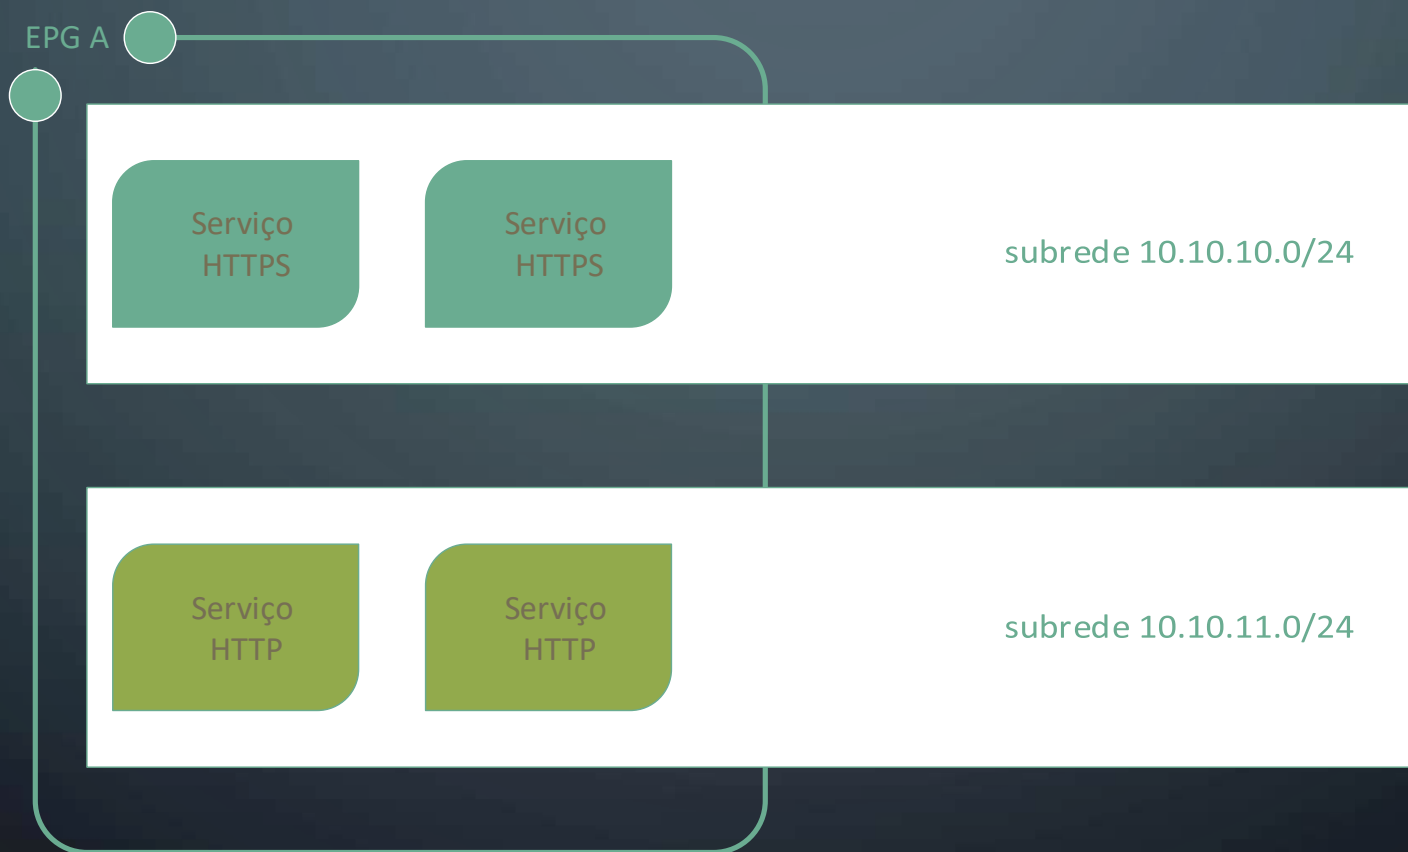 EPG A
Serviço
HTTPS
Serviço
HTTPS
subrede 10.10.10.0/24
Serviço
HTTP
Serviço
HTTP
subrede 10.10.11.0/24